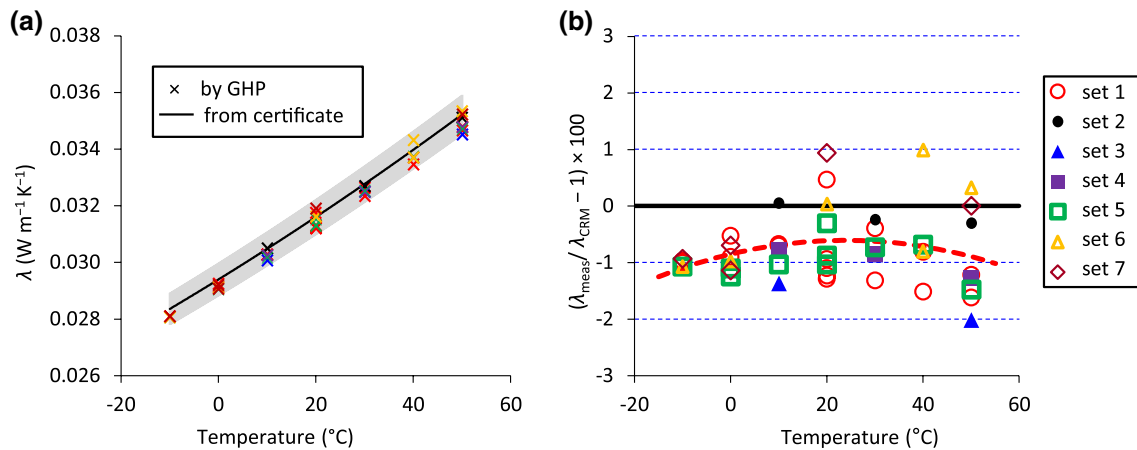 (a)
0.038
0.036
0.034
0.032
0.030
0.028
0.026
λ (W m⁻¹ K⁻¹)
× by GHP
from certificate
-20
0
20
40
60
Temperature (°C)
(b)
3
2
1
0
-1
-2
-3
(λmeas/ λCRM − 1) × 100
-20
0
20
40
60
Temperature (°C)
set 1
set 2
set 3
set 4
set 5
set 6
set 7